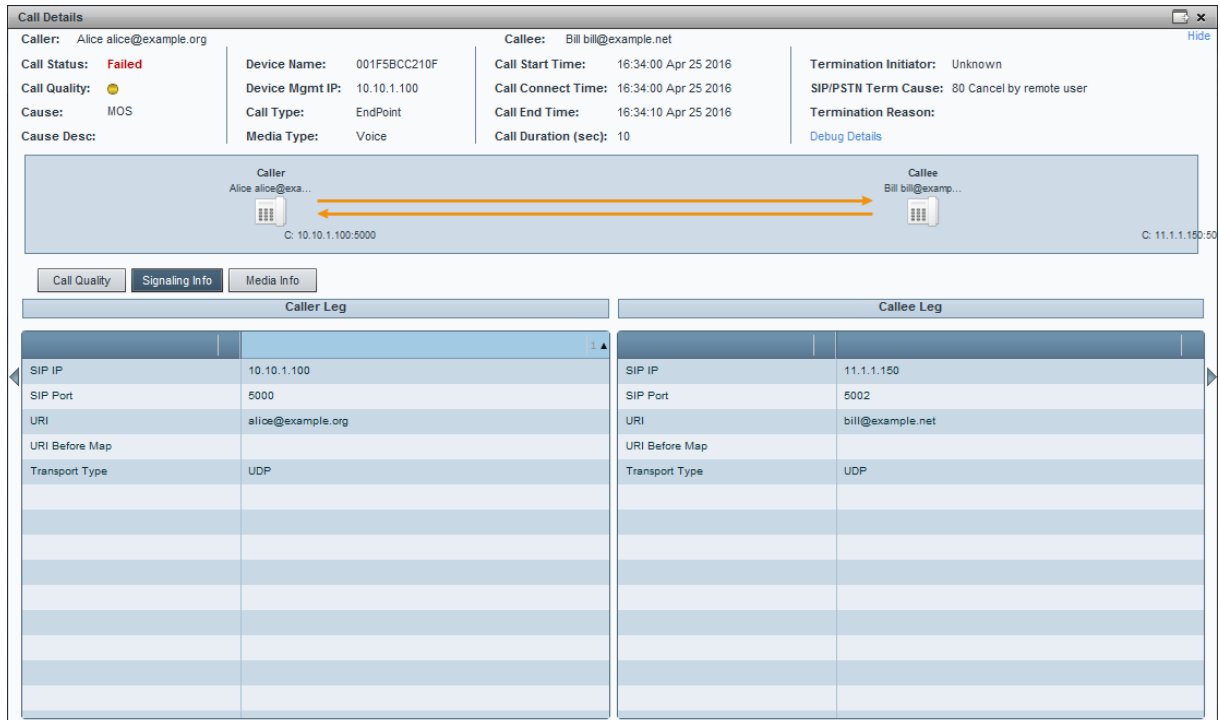 Call Details
Caller: Alice alice@example.org Callee: Bill bill@example.net Hide
Call Status: Failed Device Name: 001F5BCC210F Call Start Time: 16:34:00 Apr 25 2016 Termination Initiator: Unknown
Call Quality: Device Mgmt IP: 10.10.1.100 Call Connect Time: 16:34:00 Apr 25 2016 SIP/PSTN Term Cause: 80 Cancel by remote user
Cause: MOS Call Type: EndPoint Call End Time: 16:34:10 Apr 25 2016 Termination Reason:
Cause Desc: Media Type: Voice Call Duration (sec): 10 Debug Details
Caller Callee
Alice alice@exa... Bill bill@examp...
C: 10.10.1.100:5000 C: 11.1.1.150:50
Call Quality Signaling Info Media Info
Caller Leg Callee Leg
1 ▲
SIP IP 10.10.1.100 SIP IP 11.1.1.150
SIP Port 5000 SIP Port 5002
URI alice@example.org URI bill@example.net
URI Before Map URI Before Map
Transport Type UDP Transport Type UDP